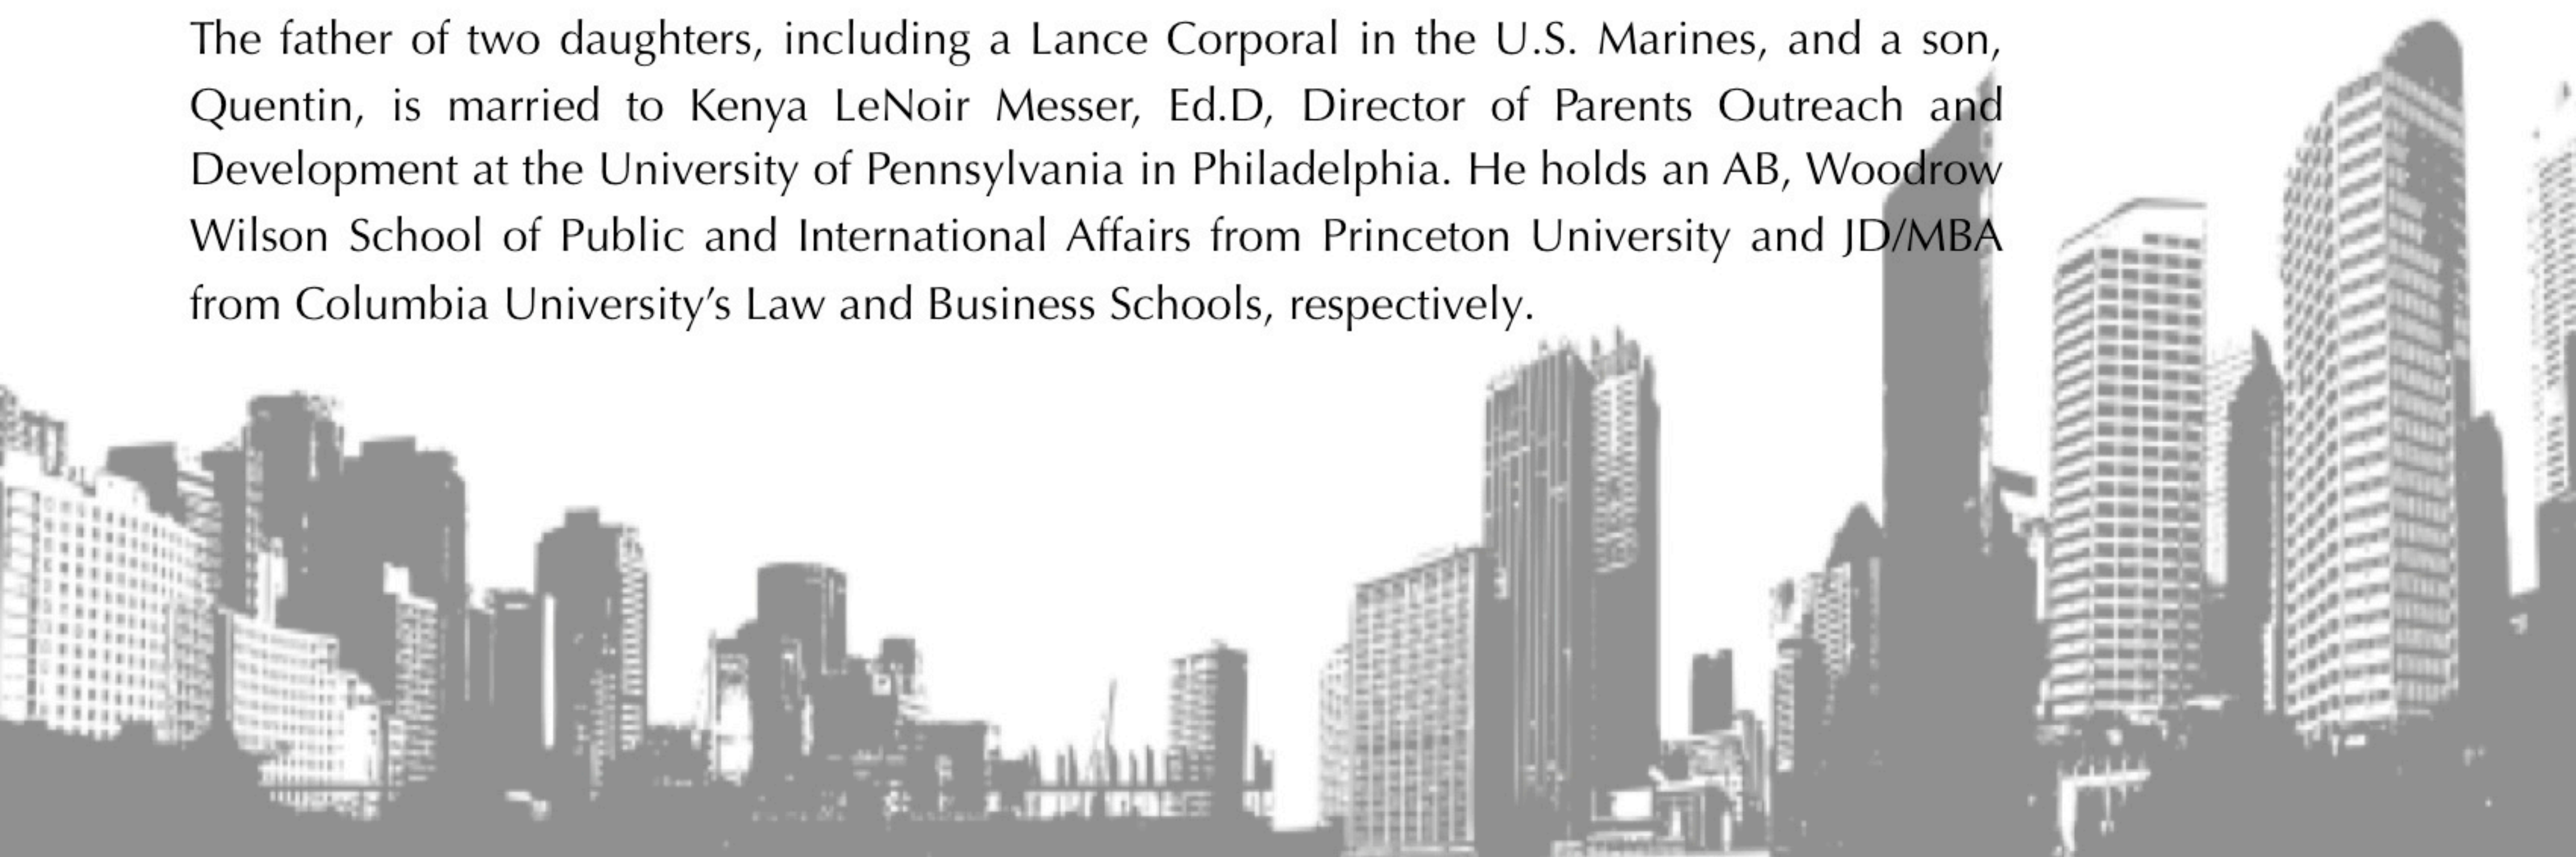 The father of two daughters, including a Lance Corporal in the U.S. Marines, and a son,
Quentin, is married to Kenya LeNoir Messer, Ed.D, Director of Parents Outreach and
Development at the University of Pennsylvania in Philadelphia. He holds an AB, Woodrow
Wilson School of Public and International Affairs from Princeton University and JD/MBA
from Columbia University’s Law and Business Schools, respectively.